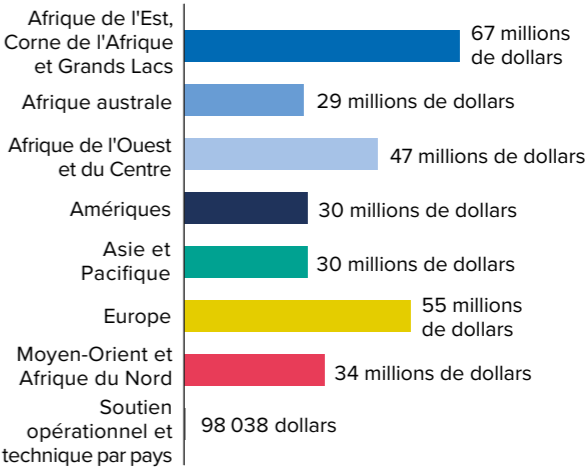 Afrique de l'Est,
Corne de l'Afrique
et Grands Lacs
67 millions
de dollars
Afrique australe
29 millions de dollars
Afrique de l'Ouest
et du Centre
47 millions de dollars
Amériques
30 millions de dollars
Asie et
Pacifique
30 millions de dollars
Europe
55 millions
de dollars
Moyen-Orient et
Afrique du Nord
34 millions de dollars
Soutien
opérationnel et
technique par pays
98 038 dollars